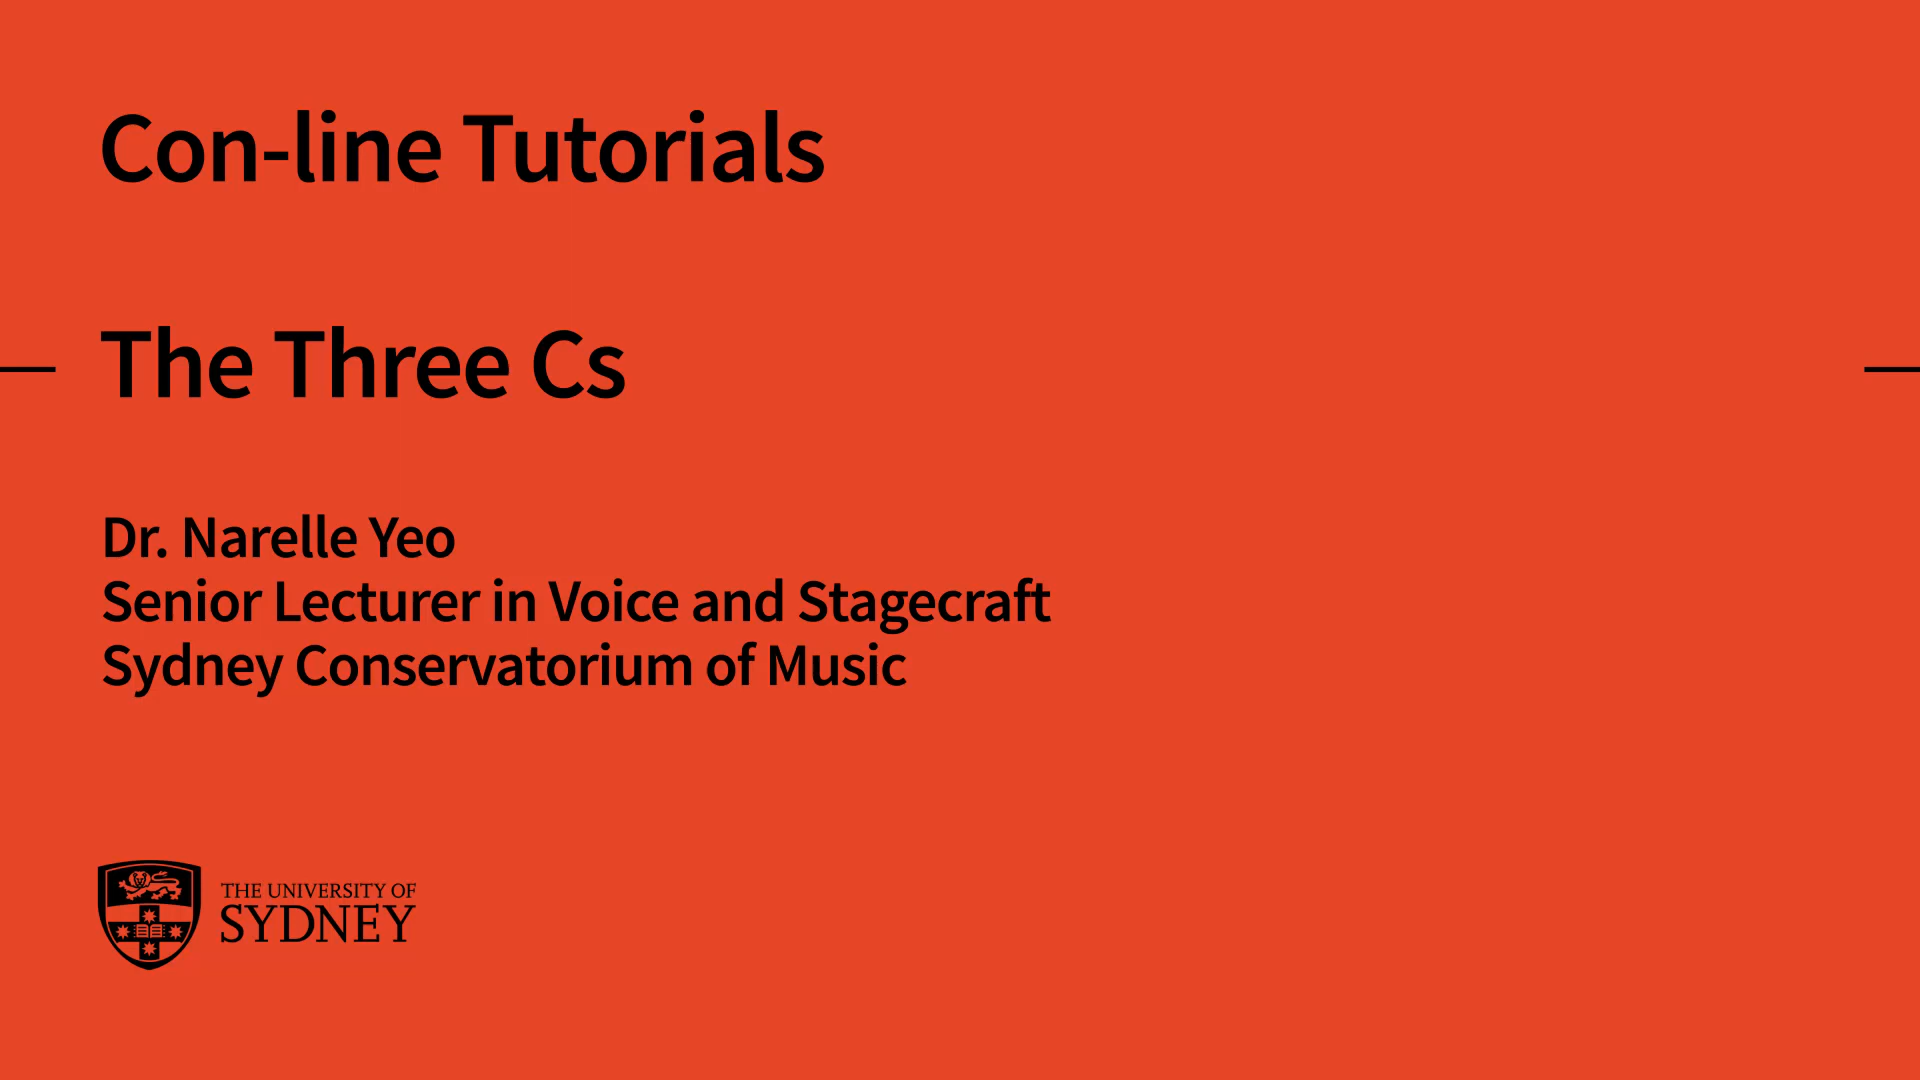 Con-line Tutorials
The Three Cs
Dr. Narelle Yeo
Senior Lecturer in Voice and Stagecraft
Sydney Conservatorium of Music
THE UNIVERSITY OF
SYDNEY